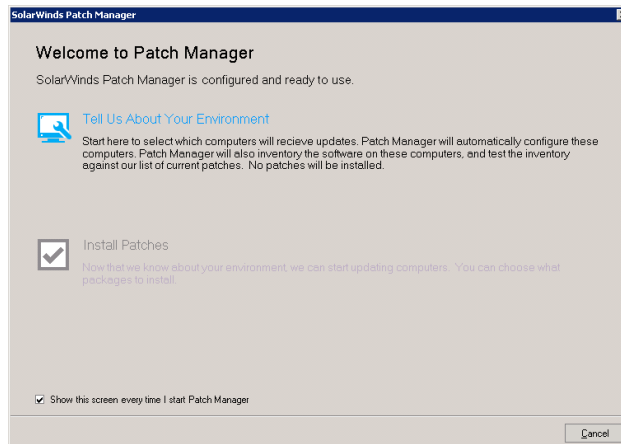 SolarWinds Patch Manager
Welcome to Patch Manager
SolarWinds Patch Manager is configured and ready to use.
Tell Us About Your Environment
Start here to select which computers will recieve updates. Patch Manager will automatically configure these
computers. Patch Manager will also inventory the software on these computers, and test the inventory
against our list of current patches. No patches will be installed.
Install Patches
Now that we know about your environment, we can start updating computers. You can choose what
packages to install.
Show this screen every time I start Patch Manager
Cancel